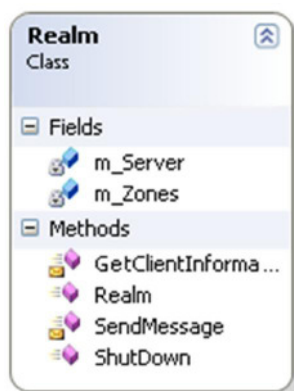 Realm
Class
Fields
m_Server
m_Zones
Methods
GetClientInforma ...
Realm
SendMessage
ShutDown